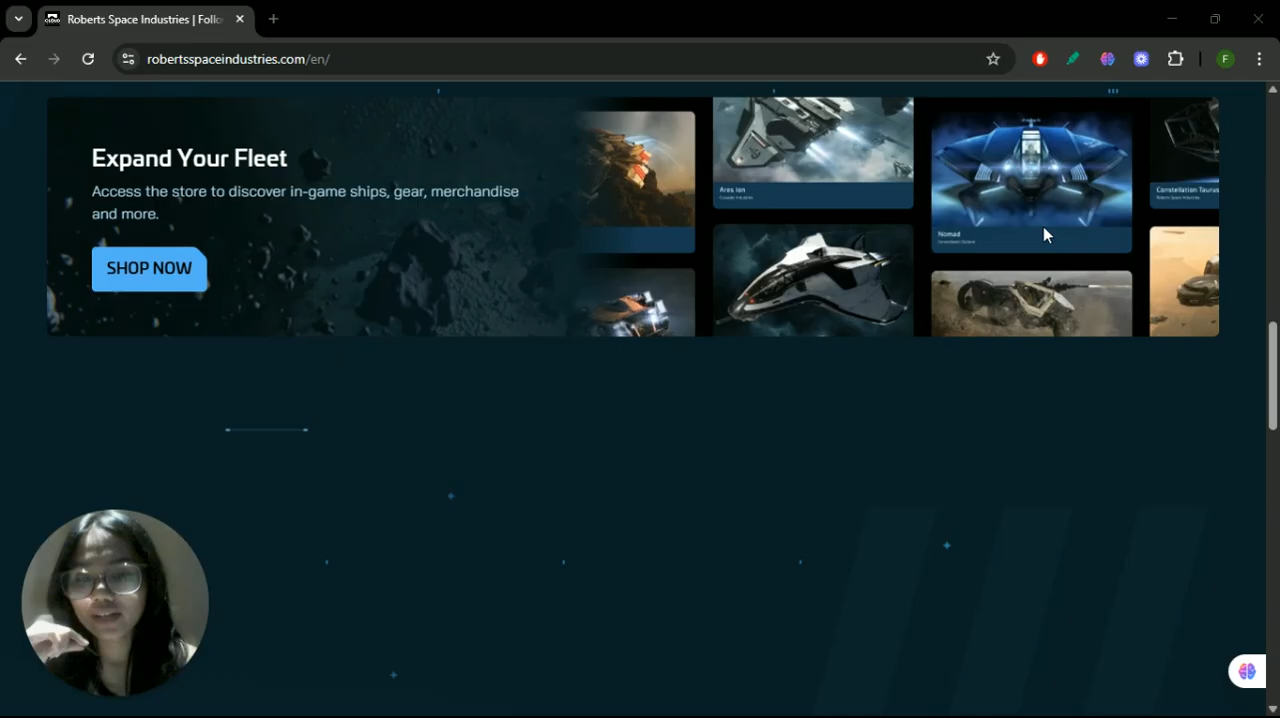 Roberts Space Industries | Follo
robertsspaceindustries.com/en/
F
Expand Your Fleet
Access the store to discover in-game ships, gear, merchandise
and more.
SHOP NOW
Ares Ion
Nomad
Constellation Taurus